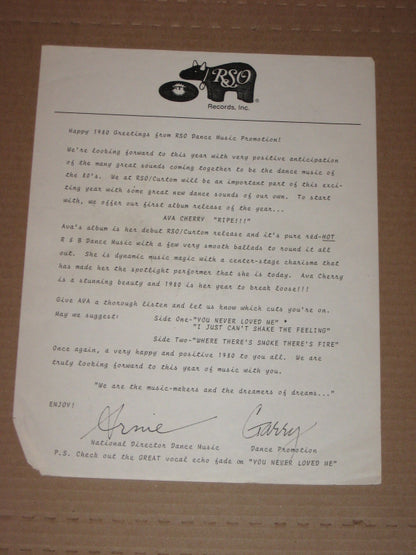 RSO
Records, Inc.
Happy 1980 Greetings from RSO Dance Music Promotion!
We're looking forward to this year with very positive anticipation
of the many great sounds coming together to be the dance music of
the 80's. We at RSO/Curtom will be an important part of this exci-
ting year with some great new dance sounds of our own. To start
with, we offer our first album release of the year...
AVA CHERRY "RIPE!!!"
Ava's album is her debut RSO/Curtom release and it's pure red-HOT
R & B Dance Music with a few very smooth ballads to round it all
out. She is dynamic music magic with a center-stage charisma that
has made her the spotlight performer that she is today. Ava Cherry
is a stunning beauty and 1980 is her year to break loose!!!
Give AVA a thorough listen and let us know which cuts you're on.
May we suggest: Side One-"YOU NEVER LOVED ME" *
"I JUST CAN'T SHAKE THE FEELING"
Side Two-"WHERE THERE'S SMOKE THERE'S FIRE"
Once again, a very happy and positive 1980 to you all. We are
truly looking forward to this year of music with you.
"We are the music-makers and the dreamers of dreams..."
ENJOY!
Arnie Garry
National Director Dance Music Dance Promotion
P.S. Check out the GREAT vocal echo fade on "YOU NEVER LOVED ME"